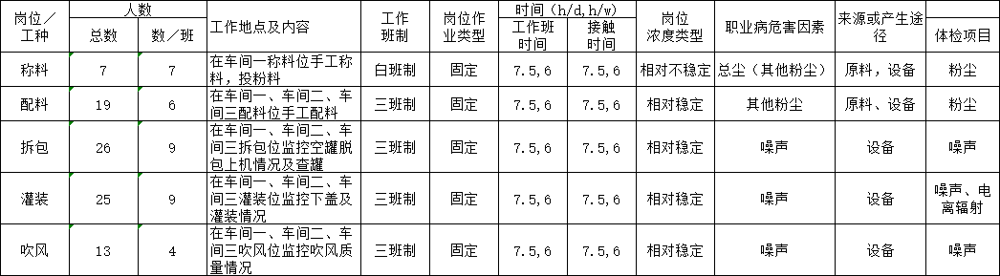 岗位／工种 人数 工作地点及内容 工作班制 岗位作业类型 时间（h/d,h/w） 岗位浓度类型 职业病危害因素 来源或产生途径 体检项目
总数 数／班 工作班时间 接触时间
称料 7 7 在车间一称料位手工称料，投粉料 白班制 固定 7.5,6 7.5,6 相对不稳定 总尘（其他粉尘） 原料，设备 粉尘
配料 19 6 在车间一、车间二、车间三配料位手工配料 三班制 固定 7.5,6 7.5,6 相对稳定 其他粉尘 原料、设备 粉尘
拆包 26 9 在车间一、车间二、车间三拆包位监控空罐脱包上机情况及查罐 三班制 固定 7.5,6 7.5,6 相对稳定 噪声 设备 噪声
灌装 25 9 在车间一、车间二、车间三灌装位监控下盖及灌装情况 三班制 固定 7.5,6 7.5,6 相对稳定 噪声 设备 噪声、电离辐射
吹风 13 4 在车间一、车间二、车间三吹风位监控吹风质量情况 三班制 固定 7.5,6 7.5,6 相对稳定 噪声 设备 噪声